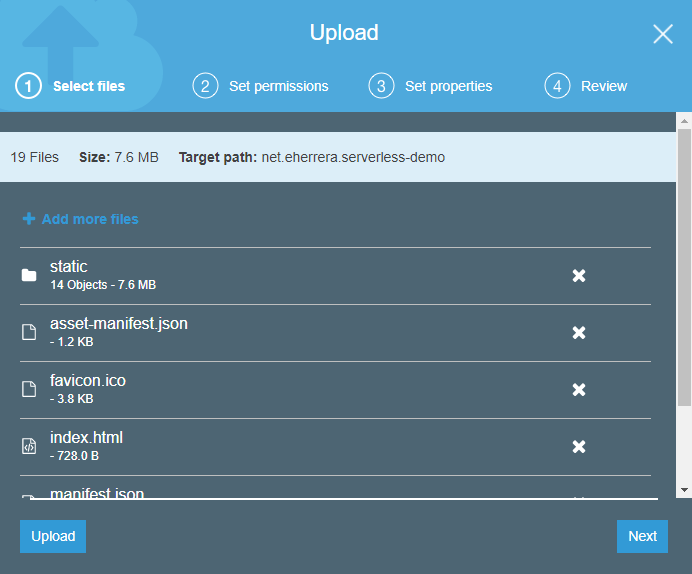 Upload
1 Select files 2 Set permissions 3 Set properties 4 Review
19 Files Size: 7.6 MB Target path: net.eherrera.serverless-demo
Add more files
static
14 Objects - 7.6 MB
asset-manifest.json
- 1.2 KB
favicon.ico
- 3.8 KB
index.html
- 728.0 B
manifest.json
Upload Next